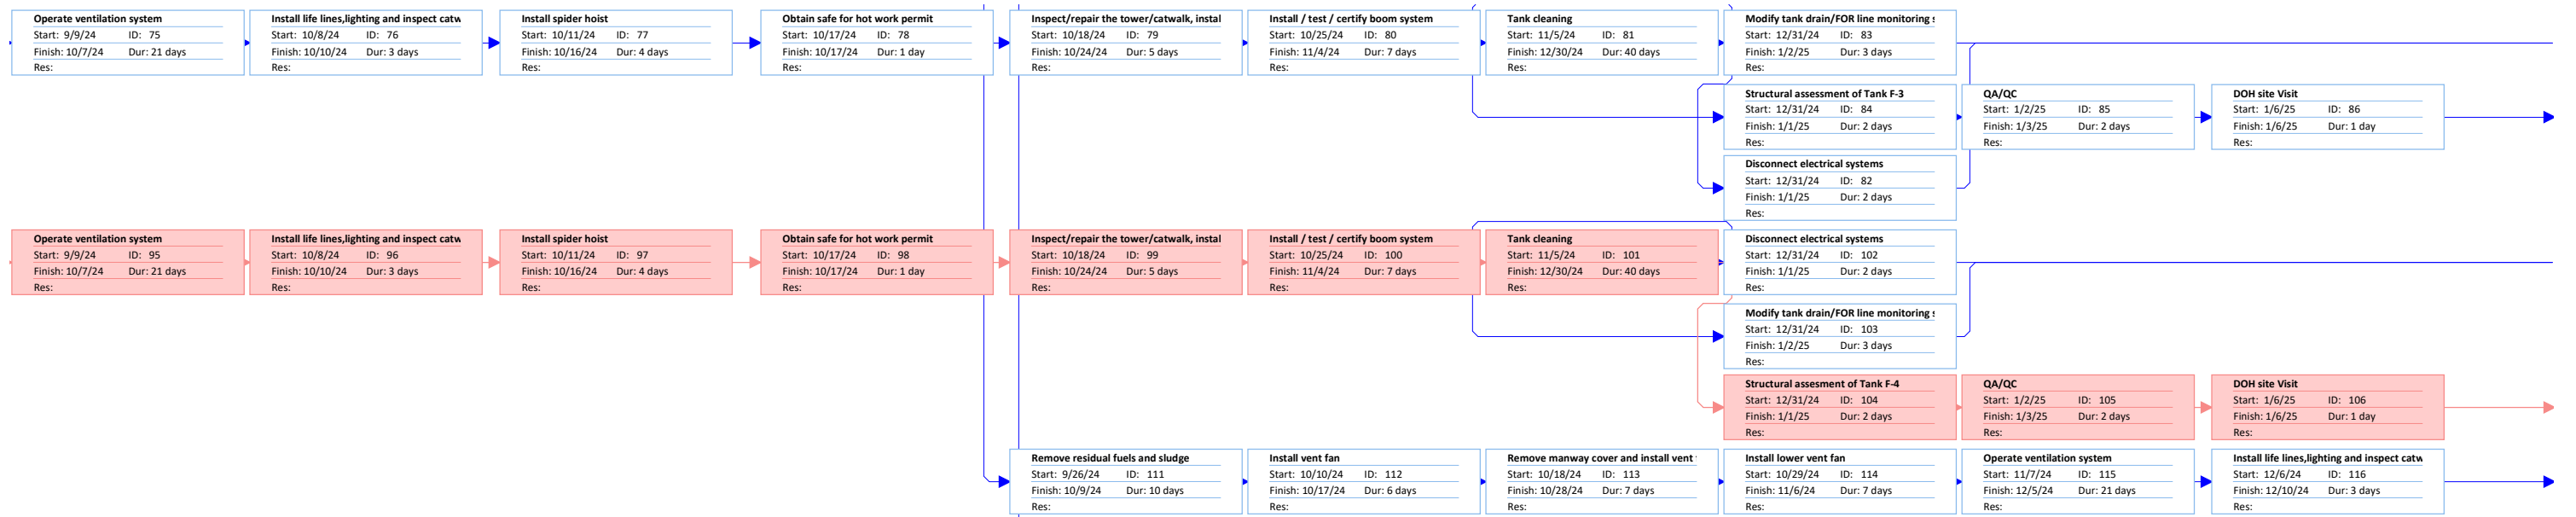 Operate ventilation system
Start: 9/9/24 ID: 75
Finish: 10/7/24 Dur: 21 days
Res:
Install life lines,lighting and inspect catw
Start: 10/8/24 ID: 76
Finish: 10/10/24 Dur: 3 days
Res:
Install spider hoist
Start: 10/11/24 ID: 77
Finish: 10/16/24 Dur: 4 days
Res:
Obtain safe for hot work permit
Start: 10/17/24 ID: 78
Finish: 10/17/24 Dur: 1 day
Res:
Inspect/repair the tower/catwalk, instal
Start: 10/18/24 ID: 79
Finish: 10/24/24 Dur: 5 days
Res:
Install / test / certify boom system
Start: 10/25/24 ID: 80
Finish: 11/4/24 Dur: 7 days
Res:
Tank cleaning
Start: 11/5/24 ID: 81
Finish: 12/30/24 Dur: 40 days
Res:
Modify tank drain/FOR line monitoring s
Start: 12/31/24 ID: 83
Finish: 1/2/25 Dur: 3 days
Res:
Structural assessment of Tank F-3
Start: 12/31/24 ID: 84
Finish: 1/1/25 Dur: 2 days
Res:
QA/QC
Start: 1/2/25 ID: 85
Finish: 1/3/25 Dur: 2 days
Res:
DOH site Visit
Start: 1/6/25 ID: 86
Finish: 1/6/25 Dur: 1 day
Res:
Disconnect electrical systems
Start: 12/31/24 ID: 82
Finish: 1/1/25 Dur: 2 days
Res:
Operate ventilation system
Start: 9/9/24 ID: 95
Finish: 10/7/24 Dur: 21 days
Res:
Install life lines,lighting and inspect catw
Start: 10/8/24 ID: 96
Finish: 10/10/24 Dur: 3 days
Res:
Install spider hoist
Start: 10/11/24 ID: 97
Finish: 10/16/24 Dur: 4 days
Res:
Obtain safe for hot work permit
Start: 10/17/24 ID: 98
Finish: 10/17/24 Dur: 1 day
Res:
Inspect/repair the tower/catwalk, instal
Start: 10/18/24 ID: 99
Finish: 10/24/24 Dur: 5 days
Res:
Install / test / certify boom system
Start: 10/25/24 ID: 100
Finish: 11/4/24 Dur: 7 days
Res:
Tank cleaning
Start: 11/5/24 ID: 101
Finish: 12/30/24 Dur: 40 days
Res:
Disconnect electrical systems
Start: 12/31/24 ID: 102
Finish: 1/1/25 Dur: 2 days
Res:
Modify tank drain/FOR line monitoring s
Start: 12/31/24 ID: 103
Finish: 1/2/25 Dur: 3 days
Res:
Structural assesment of Tank F-4
Start: 12/31/24 ID: 104
Finish: 1/1/25 Dur: 2 days
Res:
QA/QC
Start: 1/2/25 ID: 105
Finish: 1/3/25 Dur: 2 days
Res:
DOH site Visit
Start: 1/6/25 ID: 106
Finish: 1/6/25 Dur: 1 day
Res:
Remove residual fuels and sludge
Start: 9/26/24 ID: 111
Finish: 10/9/24 Dur: 10 days
Res:
Install vent fan
Start: 10/10/24 ID: 112
Finish: 10/17/24 Dur: 6 days
Res:
Remove manway cover and install vent
Start: 10/18/24 ID: 113
Finish: 10/28/24 Dur: 7 days
Res:
Install lower vent fan
Start: 10/29/24 ID: 114
Finish: 11/6/24 Dur: 7 days
Res:
Operate ventilation system
Start: 11/7/24 ID: 115
Finish: 12/5/24 Dur: 21 days
Res:
Install life lines,lighting and inspect catw
Start: 12/6/24 ID: 116
Finish: 12/10/24 Dur: 3 days
Res: